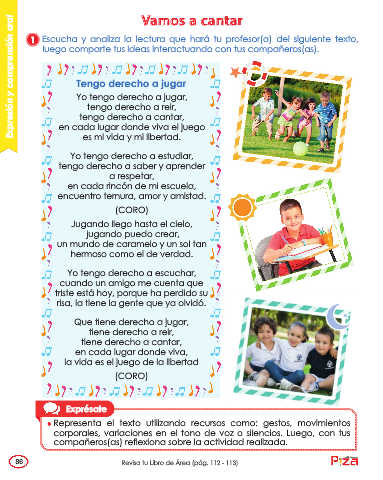 Expresión y comprensión oral
Vamos a cantar
1 Escucha y analiza la lectura que hará tu profesor(a) del siguiente texto,
luego comparte tus ideas interactuando con tus compañeros(as).
Tengo derecho a jugar
Yo tengo derecho a jugar,
tengo derecho a reír,
tengo derecho a cantar,
en cada lugar donde viva el juego
es mi vida y mi libertad.
Yo tengo derecho a estudiar,
tengo derecho a saber y aprender
a respetar,
en cada rincón de mi escuela,
encuentro ternura, amor y amistad.
(CORO)
Jugando llego hasta el cielo,
jugando puedo crear,
un mundo de caramelo y un sol tan
hermoso como el de verdad.
Yo tengo derecho a escuchar,
cuando un amigo me cuenta que
triste está hoy, porque ha perdido su
risa, la tiene la gente que ya olvidó.
Que tiene derecho a jugar,
tiene derecho a reír,
tiene derecho a cantar,
en cada lugar donde viva,
la vida es el juego de la libertad
(CORO)
Exprésate
• Representa el texto utilizando recursos como: gestos, movimientos
corporales, variaciones en el tono de voz o silencios. Luego, con tus
compañeros(as) reflexiona sobre la actividad realizada.
86
Revisa tu Libro de Área (pág. 112 - 113)